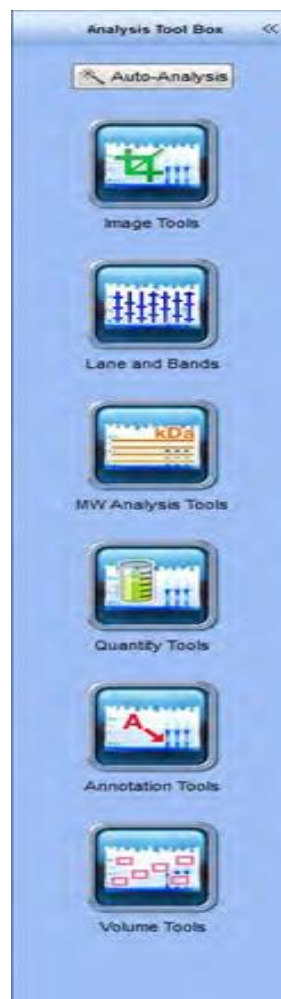 Analysis Tool Box <<
Auto-Analysis
Image Tools
Lane and Bands
kDa
MW Analysis Tools
Quantity Tools
A
Annotation Tools
Volume Tools